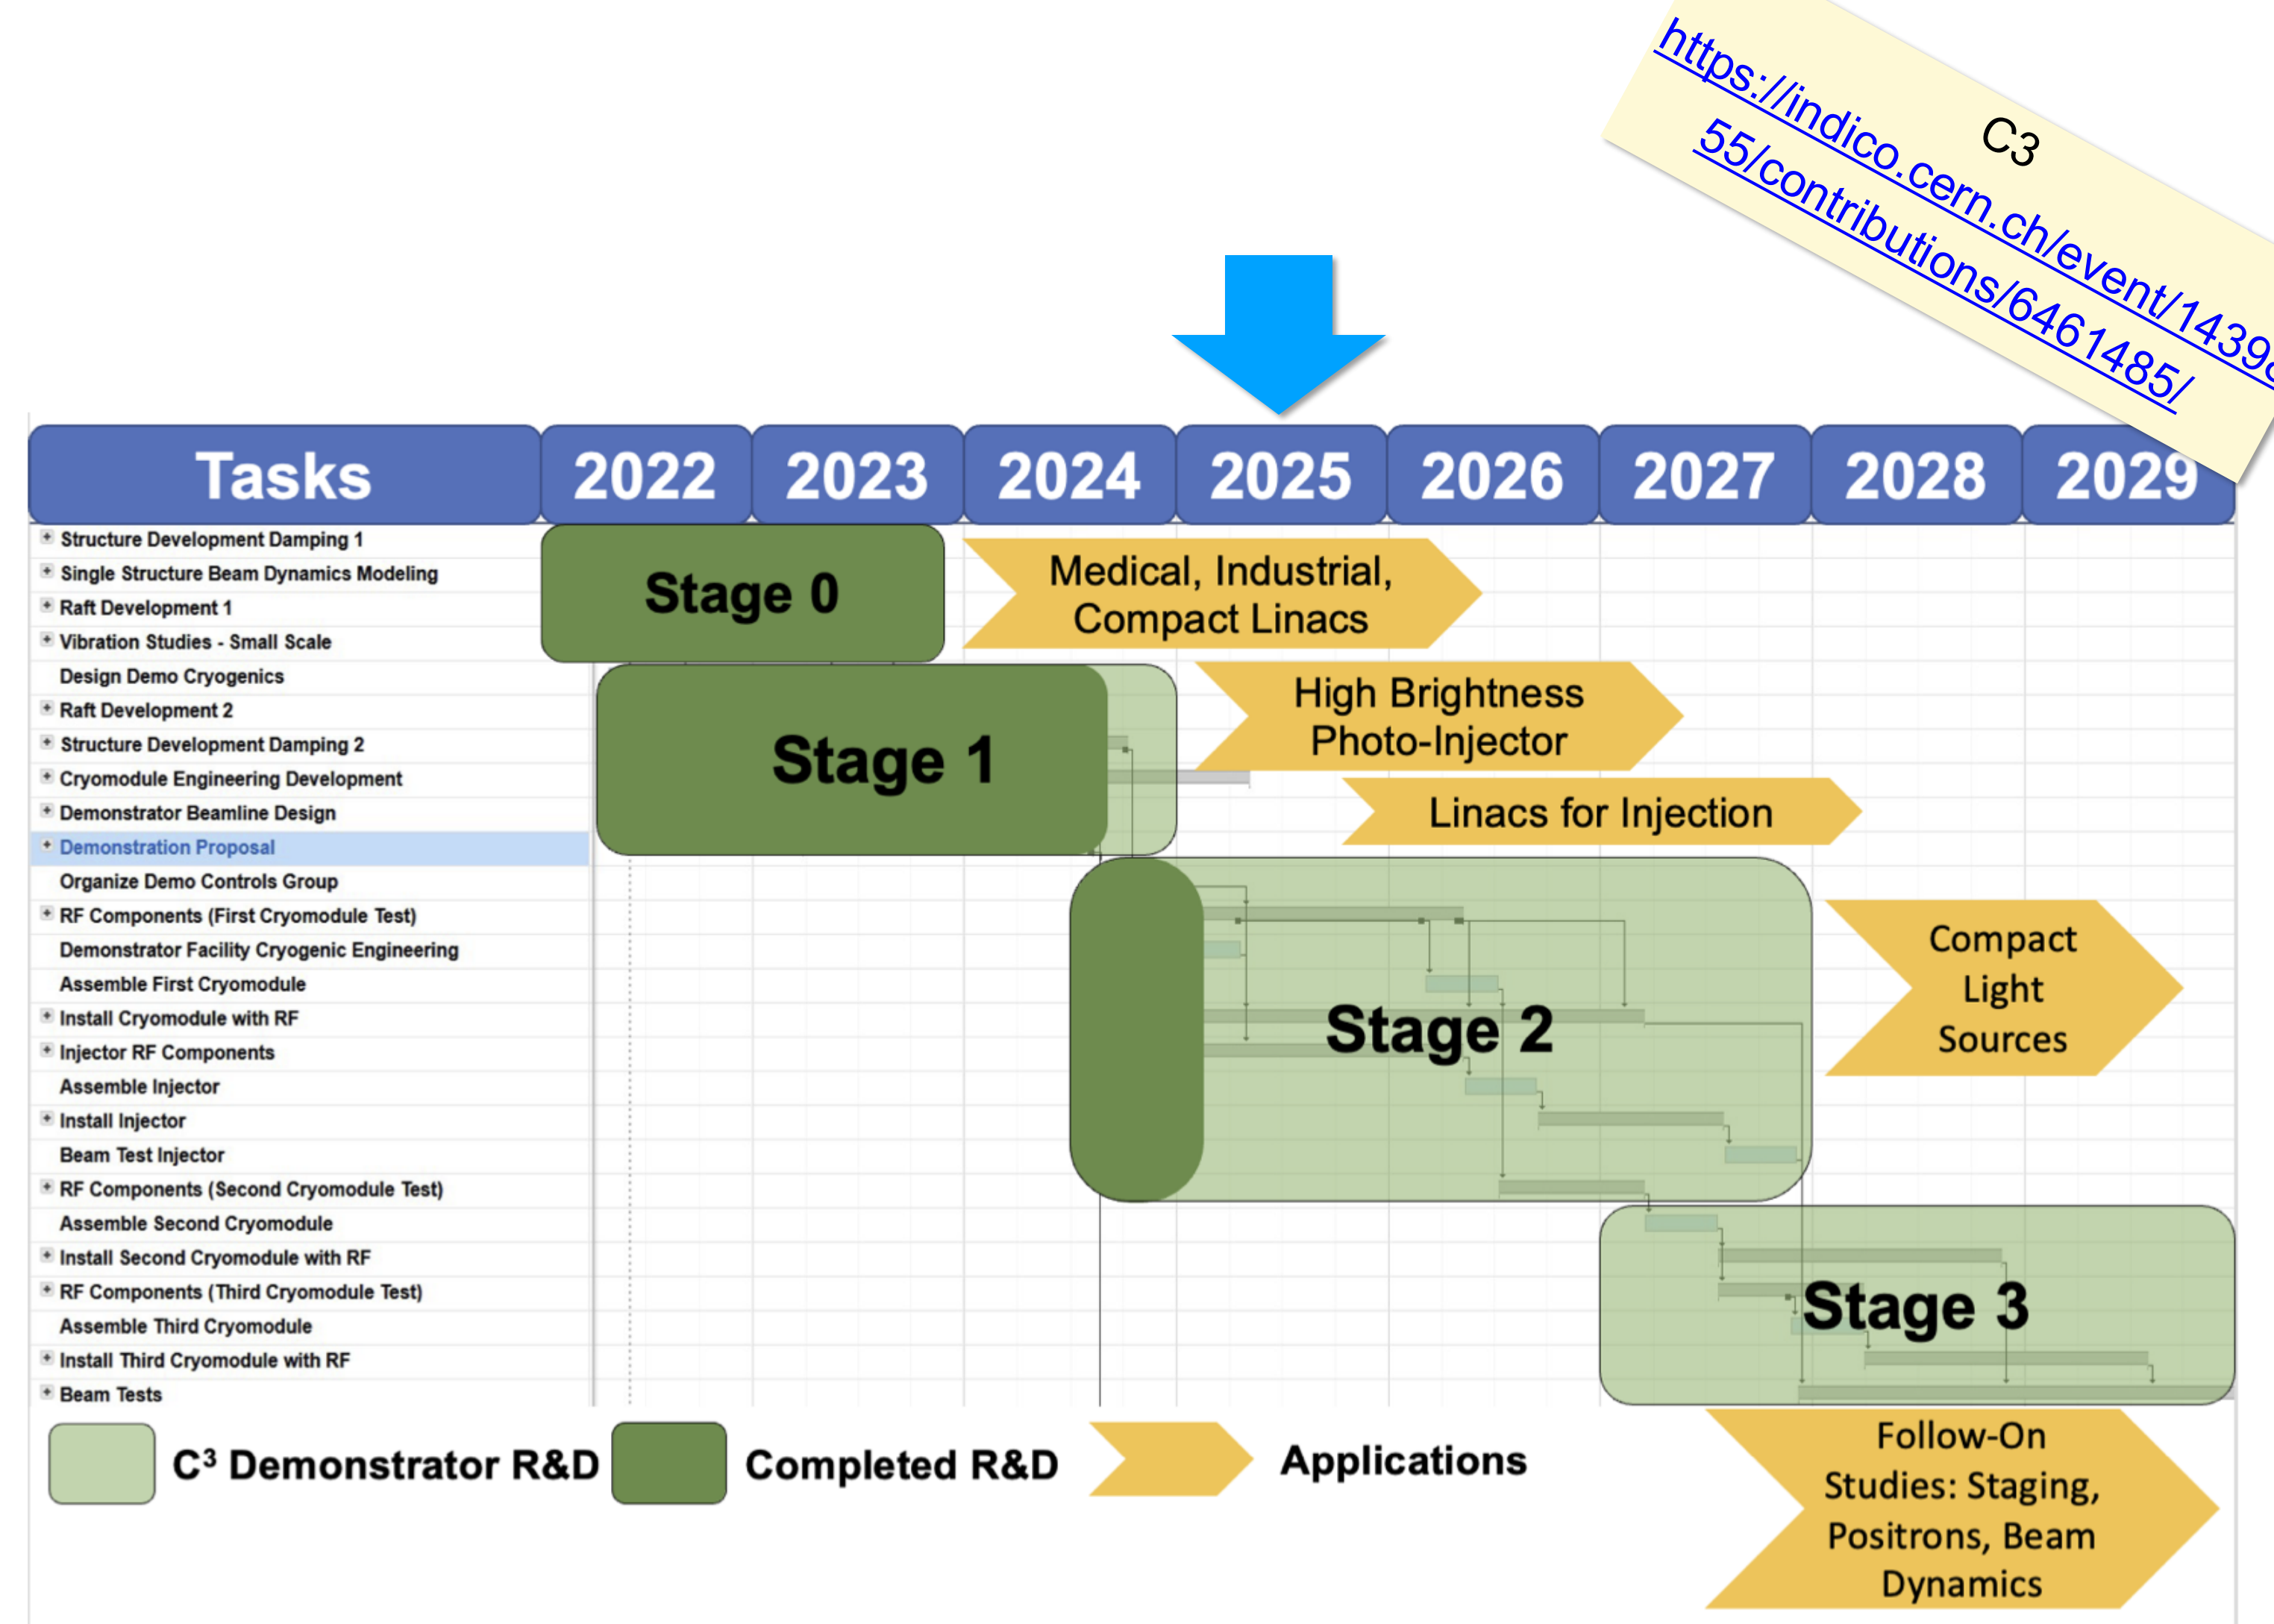 C3
https://indico.cern.ch/event/1439
55/contributions/6461485/
Tasks 2022 2023 2024 2025 2026 2027 2028 2029
Structure Development Damping 1
Single Structure Beam Dynamics Modeling
Raft Development 1
Vibration Studies - Small Scale
Design Demo Cryogenics
Raft Development 2
Structure Development Damping 2
Cryomodule Engineering Development
Demonstrator Beamline Design
Demonstration Proposal
Organize Demo Controls Group
RF Components (First Cryomodule Test)
Demonstrator Facility Cryogenic Engineering
Assemble First Cryomodule
Install Cryomodule with RF
Injector RF Components
Assemble Injector
Install Injector
Beam Test Injector
RF Components (Second Cryomodule Test)
Assemble Second Cryomodule
Install Second Cryomodule with RF
RF Components (Third Cryomodule Test)
Assemble Third Cryomodule
Install Third Cryomodule with RF
Beam Tests
Stage 0
Medical, Industrial,
Compact Linacs
Stage 1
High Brightness
Photo-Injector
Linacs for Injection
Stage 2
Compact
Light
Sources
Stage 3
Follow-On
Studies: Staging,
Positrons, Beam
Dynamics
C³ Demonstrator R&D
Completed R&D
Applications